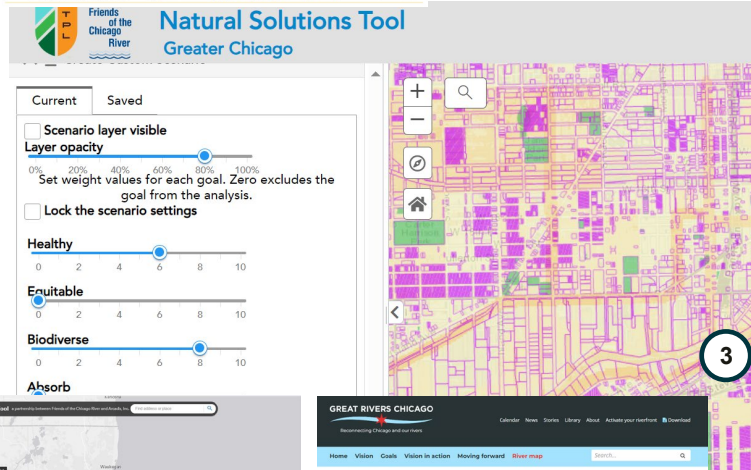 T
P
L
Friends
of the
Chicago
River
Natural Solutions Tool
Greater Chicago
Create Custom Scenario
Current Saved
Scenario layer visible
Layer opacity
0% 20% 40% 60% 80% 100%
Set weight values for each goal. Zero excludes the
goal from the analysis.
Lock the scenario settings
Healthy
0 2 4 6 8 10
Equitable
0 2 4 6 8 10
Biodiverse
0 2 4 6 8 10
Absorb
3
a partnership between Friends of the Chicago River and Arcadis, Inc. Find address or place
GREAT RIVERS CHICAGO
Reconnecting Chicago and our rivers
Calendar News Stories Library About Activate your riverfront Download
Home Vision Goals Vision in action Moving forward River map
Search...